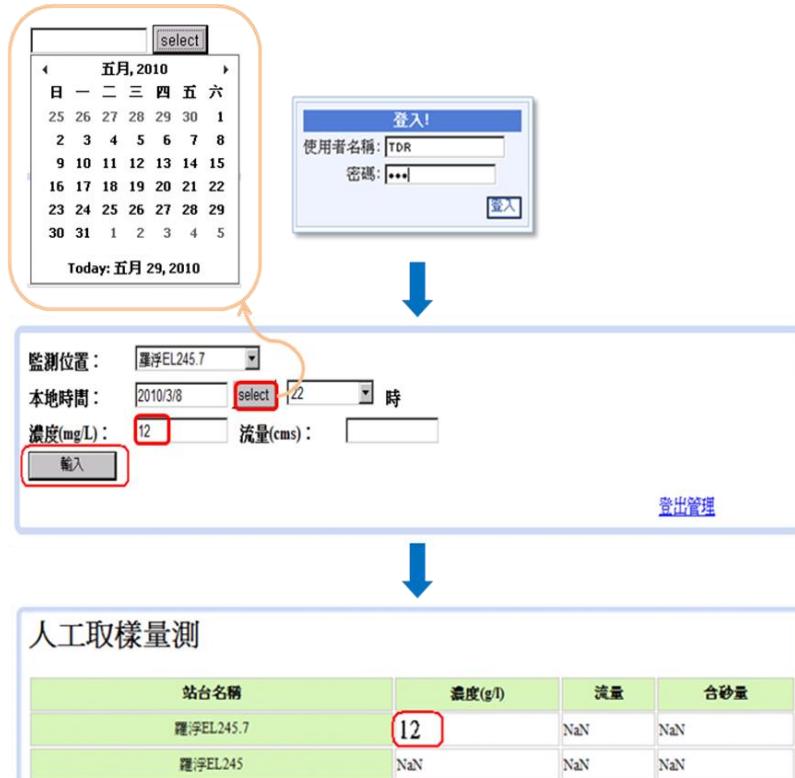 select
五月, 2010
日 一 二 三 四 五 六
25 26 27 28 29 30 1
2 3 4 5 6 7 8
9 10 11 12 13 14 15
16 17 18 19 20 21 22
23 24 25 26 27 28 29
30 31 1 2 3 4 5
Today: 五月 29, 2010
登入!
使用者名稱: TDR
密碼: •••
登入
監測位置： 羅浮EL245.7
本地時間： 2010/3/8 select 22 時
濃度(mg/L)： 12 流量(cms)：
輸入
登出管理
人工取樣量測
站台名稱 濃度(g/l) 流量 含砂量
羅浮EL245.7 12 NaN NaN
羅浮EL245 NaN NaN NaN